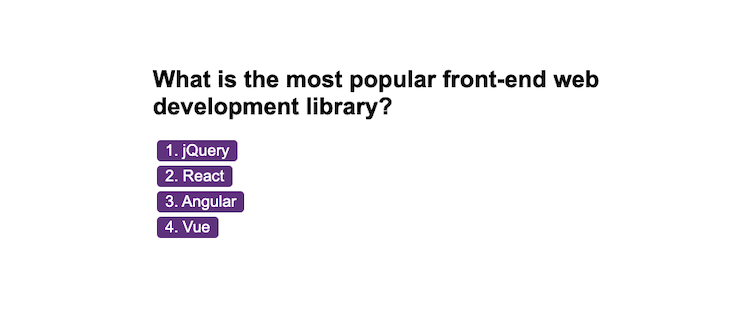 What is the most popular front-end web
development library?
1. jQuery
2. React
3. Angular
4. Vue